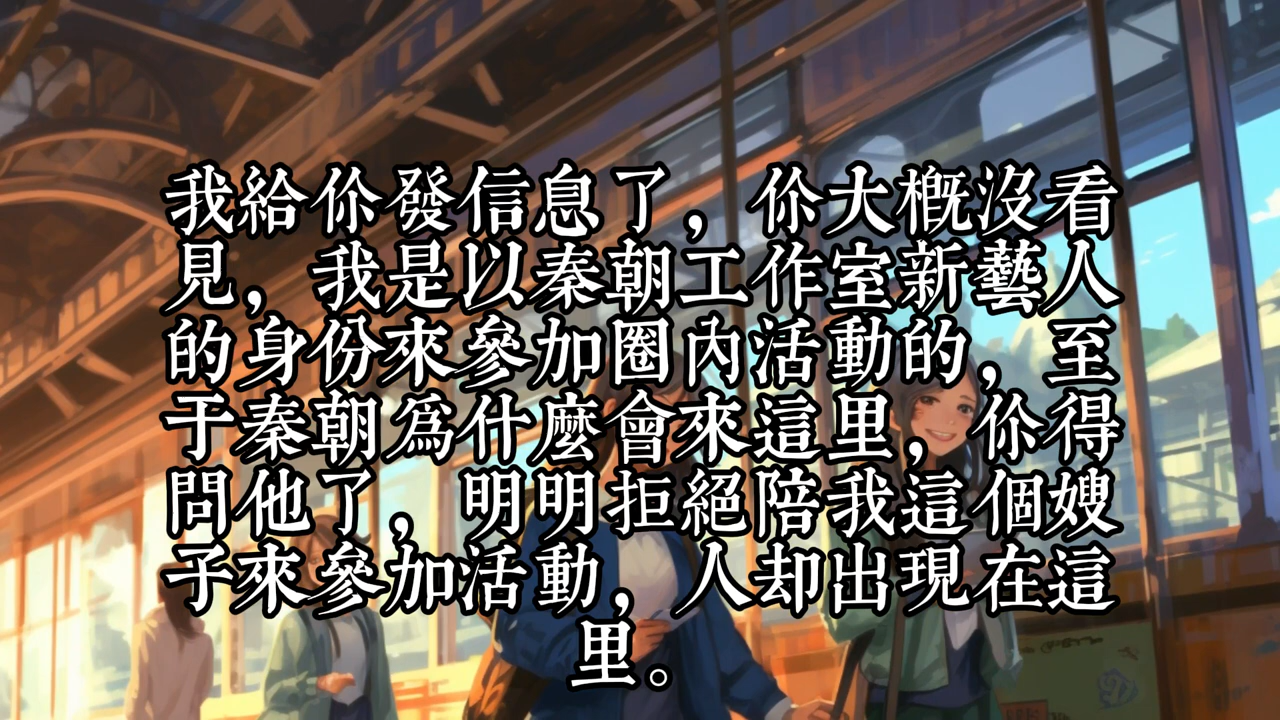 我給你發信息了，你大概沒看
見，我是以秦朝工作室新藝人
的身份來參加圈內活動的，至
于秦朝爲什麼會來這里，你得
問他了，明明拒絕陪我這個嫂
子來參加活動，人却出現在這
里。